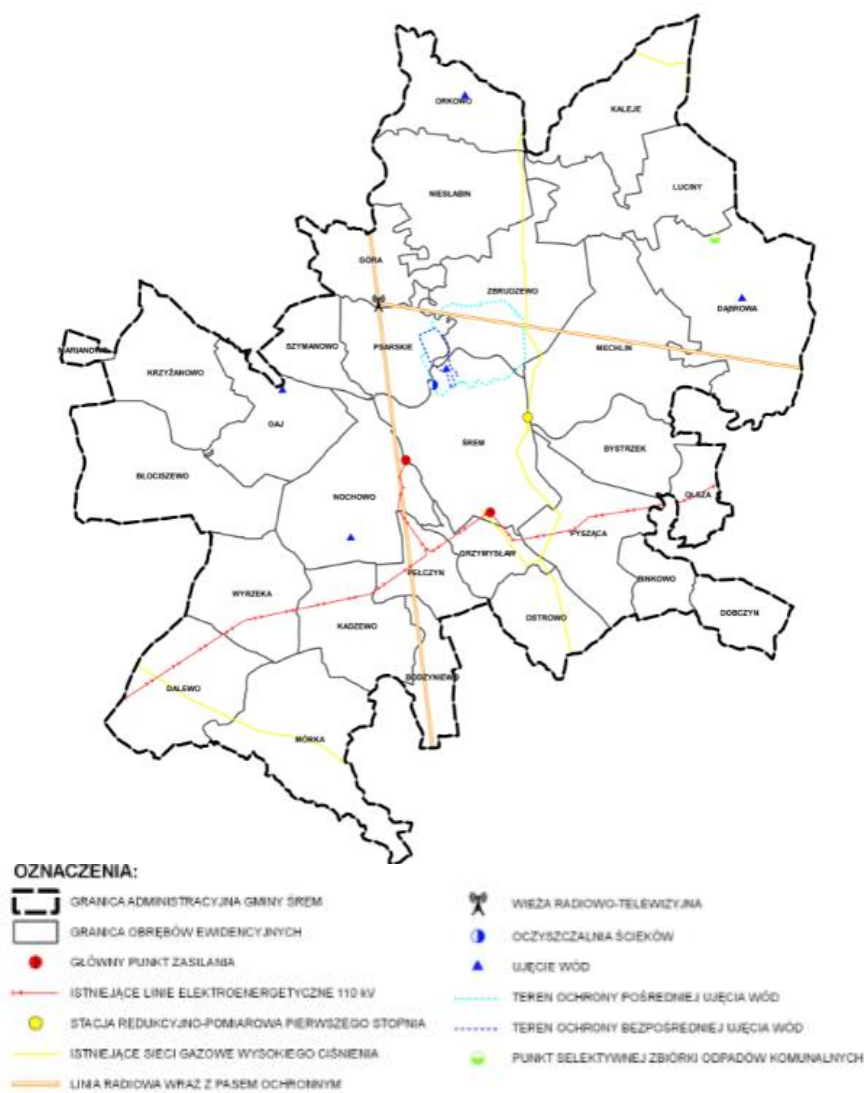 ORKOWO
KALEJE
NIESŁABIN
LUCINY
GÓRA
ZBRUDZEWO
DĄBROWA
MARIANOWO
KRZYŻANOWO
SZYMANOWO
PSARSKIE
MECHLIN
GAJ
ŚREM
BYSTRZEK
BŁOCISZEWO
NOCHOWO
OLSZA
PYSZĄCA
GRZYMYSŁAW
PEŁCZYN
WYRZEKA
BINKOWO
DOBCZYN
KADZEWO
OSTROWO
BODZYNIEWO
DALEWO
MÓRKA
OZNACZENIA:
GRANICA ADMINISTRACYJNA GMINY ŚREM
GRANICA OBRĘBÓW EWIDENCYJNYCH
GŁÓWNY PUNKT ZASILANIA
ISTNIEJĄCE LINIE ELEKTROENERGETYCZNE 110 kV
STACJA REDUKCYJNO-POMIAROWA PIERWSZEGO STOPNIA
ISTNIEJĄCE SIECI GAZOWE WYSOKIEGO CIŚNIENIA
LINIA RADIOWA WRAZ Z PASEM OCHRONNYM
WIEŻA RADIOWO-TELEWIZYJNA
OCZYSZCZALNIA ŚCIEKÓW
UJĘCIE WÓD
TEREN OCHRONY POŚREDNIEJ UJĘCIA WÓD
TEREN OCHRONY BEZPOŚREDNIEJ UJĘCIA WÓD
PUNKT SELEKTYWNEJ ZBIÓRKI ODPADÓW KOMUNALNYCH